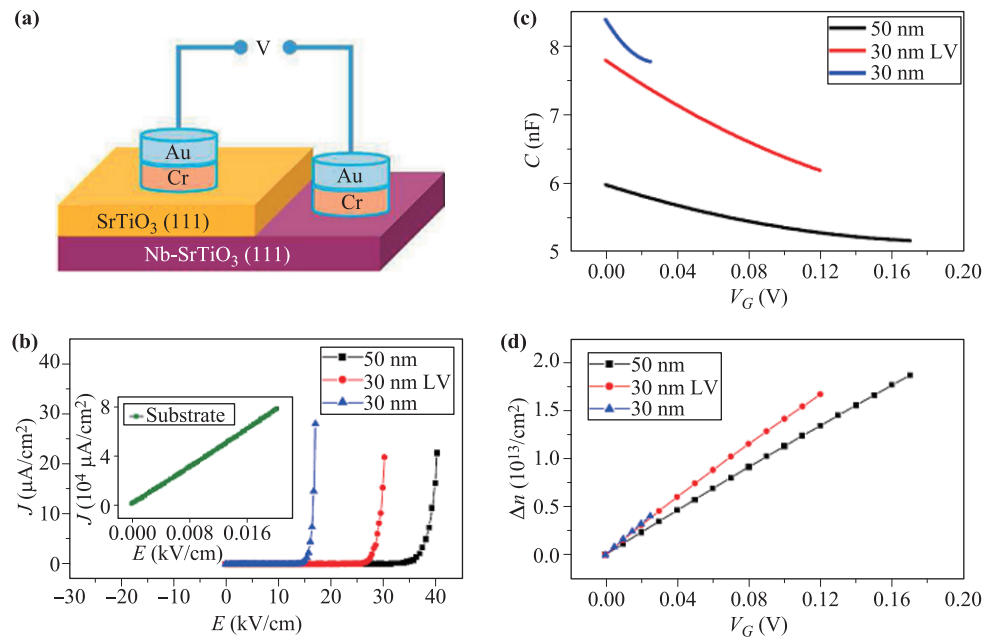 (a)
V
Au
Cr
Au
Cr
SrTiO3 (111)
Nb-SrTiO3 (111)
(b)
J (μA/cm2)
40
30
20
10
0
−30 −20 −10 0 10 20 30 40
E (kV/cm)
50 nm
30 nm LV
30 nm
Substrate
J (10⁴ μA/cm2)
8
4
0
0.000 0.008 0.016
E (kV/cm)
(c)
C (nF)
8
7
6
5
0.00 0.04 0.08 0.12 0.16 0.20
VG (V)
50 nm
30 nm LV
30 nm
(d)
Δn (10¹³/cm2)
2.0
1.5
1.0
0.5
0.0
0.00 0.04 0.08 0.12 0.16 0.20
VG (V)
50 nm
30 nm LV
30 nm